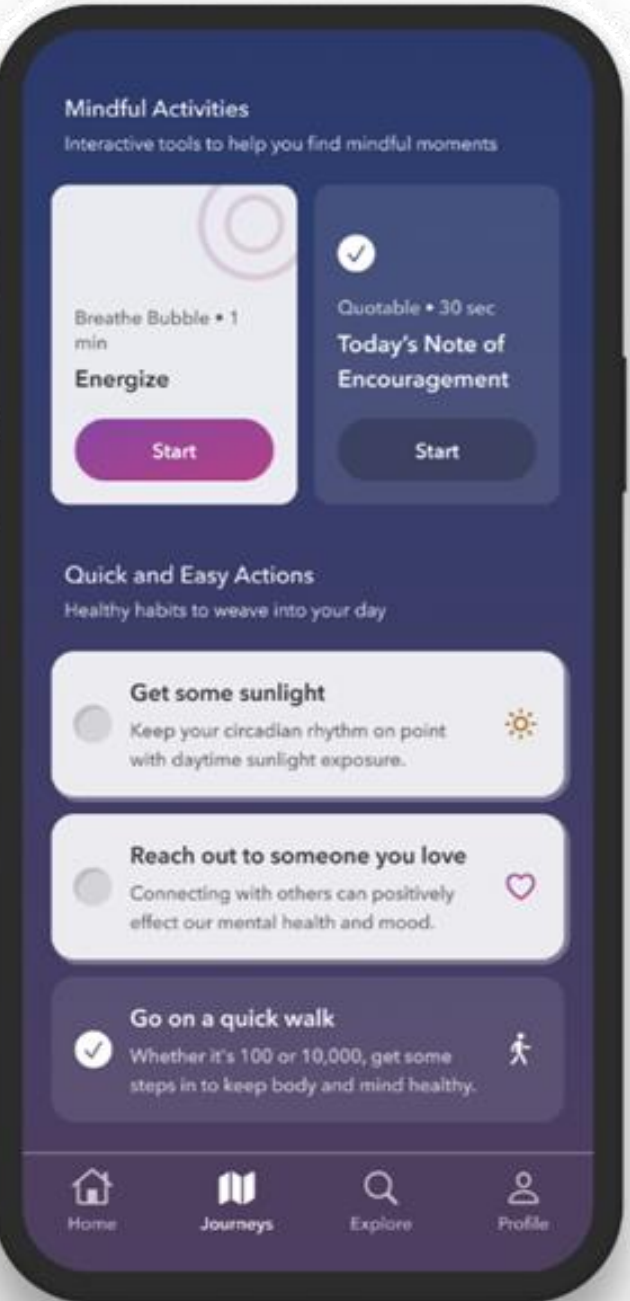 Mindful Activities
Interactive tools to help you find mindful moments
Breathe Bubble • 1
min
Energize
Start
Quotable • 30 sec
Today's Note of
Encouragement
Start
Quick and Easy Actions
Healthy habits to weave into your day
Get some sunlight
Keep your circadian rhythm on point
with daytime sunlight exposure.
Reach out to someone you love
Connecting with others can positively
effect our mental health and mood.
Go on a quick walk
Whether it's 100 or 10,000, get some
steps in to keep body and mind healthy.
Home
Journeys
Explore
Profile